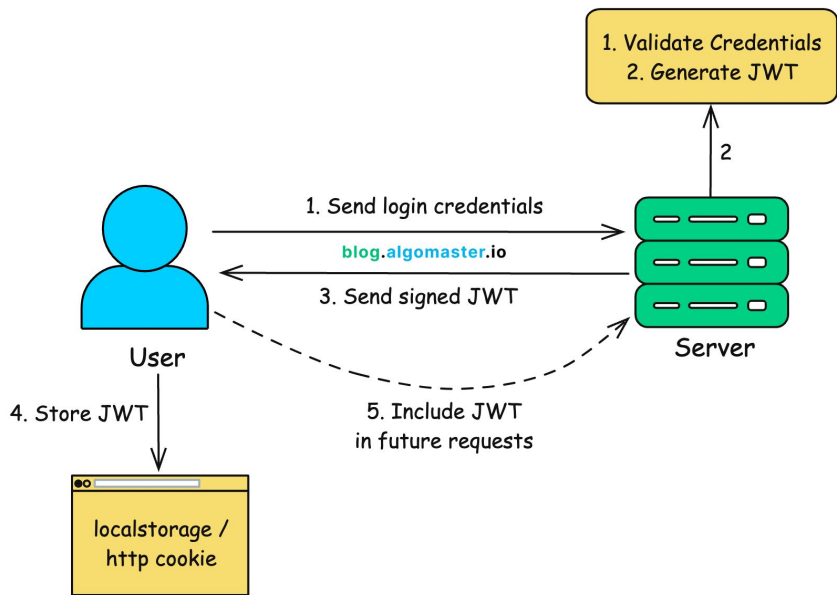 1. Validate Credentials
2. Generate JWT
2
1. Send login credentials
blog.algomaster.io
3. Send signed JWT
User
Server
4. Store JWT
5. Include JWT
in future requests
localstorage /
http cookie